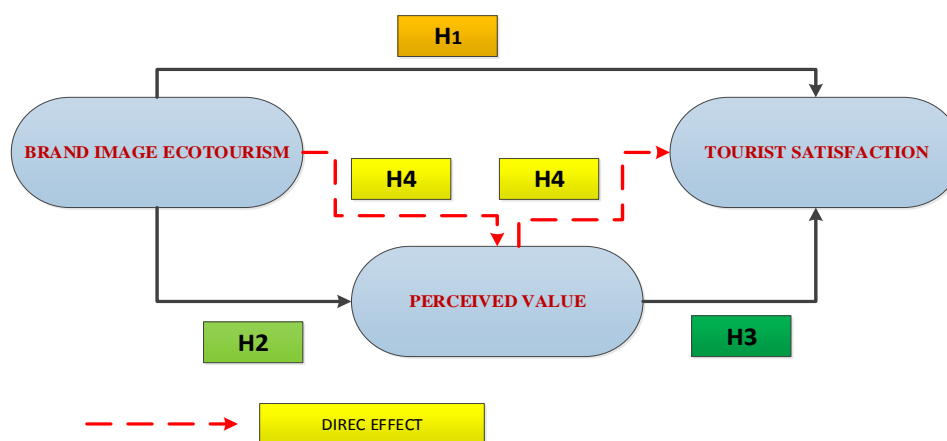 H1
BRAND IMAGE ECOTOURISM
TOURIST SATISFACTION
H4
H4
PERCEIVED VALUE
H2
H3
DIREC EFFECT